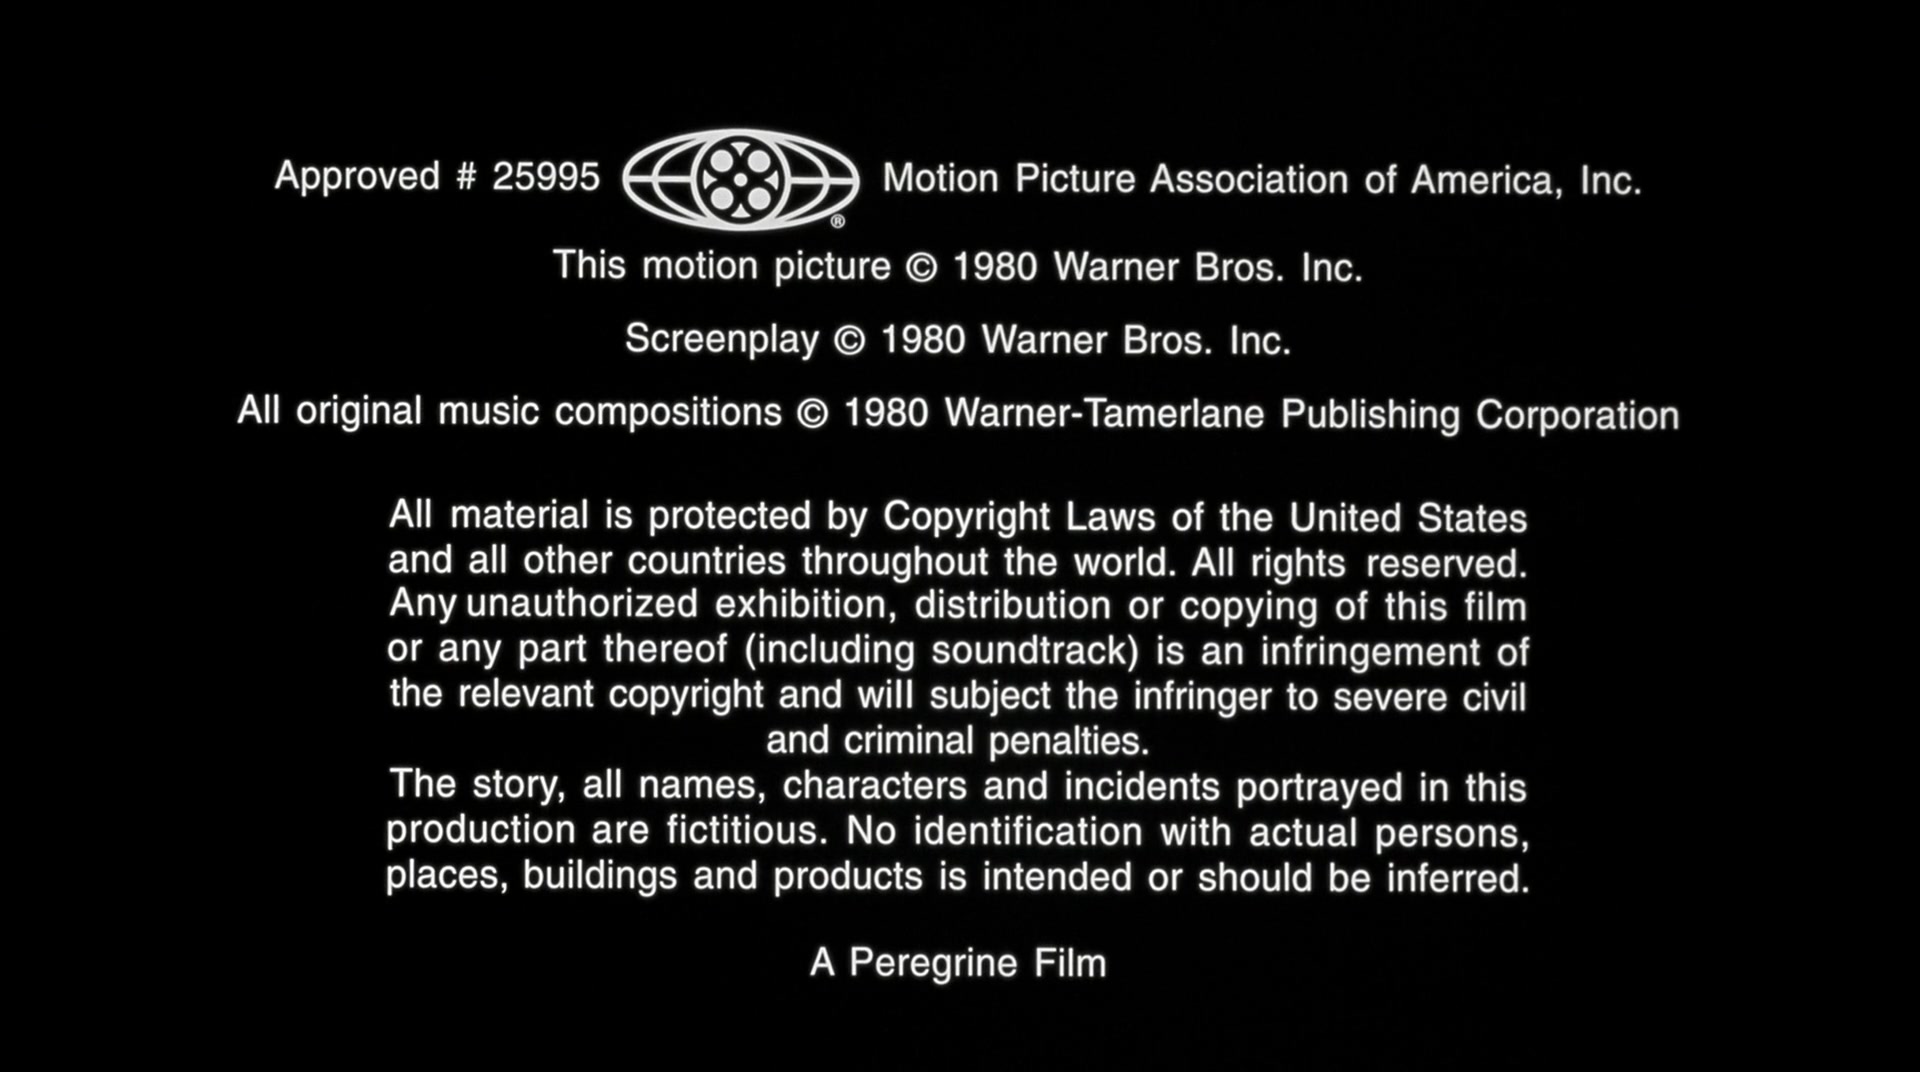 Approved # 25995 ® Motion Picture Association of America, Inc.
This motion picture © 1980 Warner Bros. Inc.
Screenplay © 1980 Warner Bros. Inc.
All original music compositions © 1980 Warner-Tamerlane Publishing Corporation
All material is protected by Copyright Laws of the United States
and all other countries throughout the world. All rights reserved.
Any unauthorized exhibition, distribution or copying of this film
or any part thereof (including soundtrack) is an infringement of
the relevant copyright and will subject the infringer to severe civil
and criminal penalties.
The story, all names, characters and incidents portrayed in this
production are fictitious. No identification with actual persons,
places, buildings and products is intended or should be inferred.
A Peregrine Film